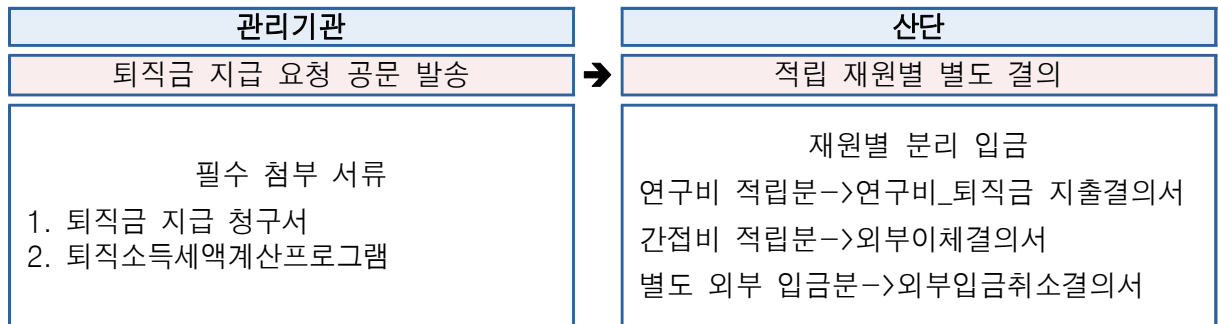 관리기관
퇴직금 지급 요청 공문 발송
필수 첨부 서류
1. 퇴직금 지급 청구서
2. 퇴직소득세액계산프로그램
➔
산단
적립 재원별 별도 결의
재원별 분리 입금
연구비 적립분->연구비_퇴직금 지출결의서
간접비 적립분->외부이체결의서
별도 외부 입금분->외부입금취소결의서